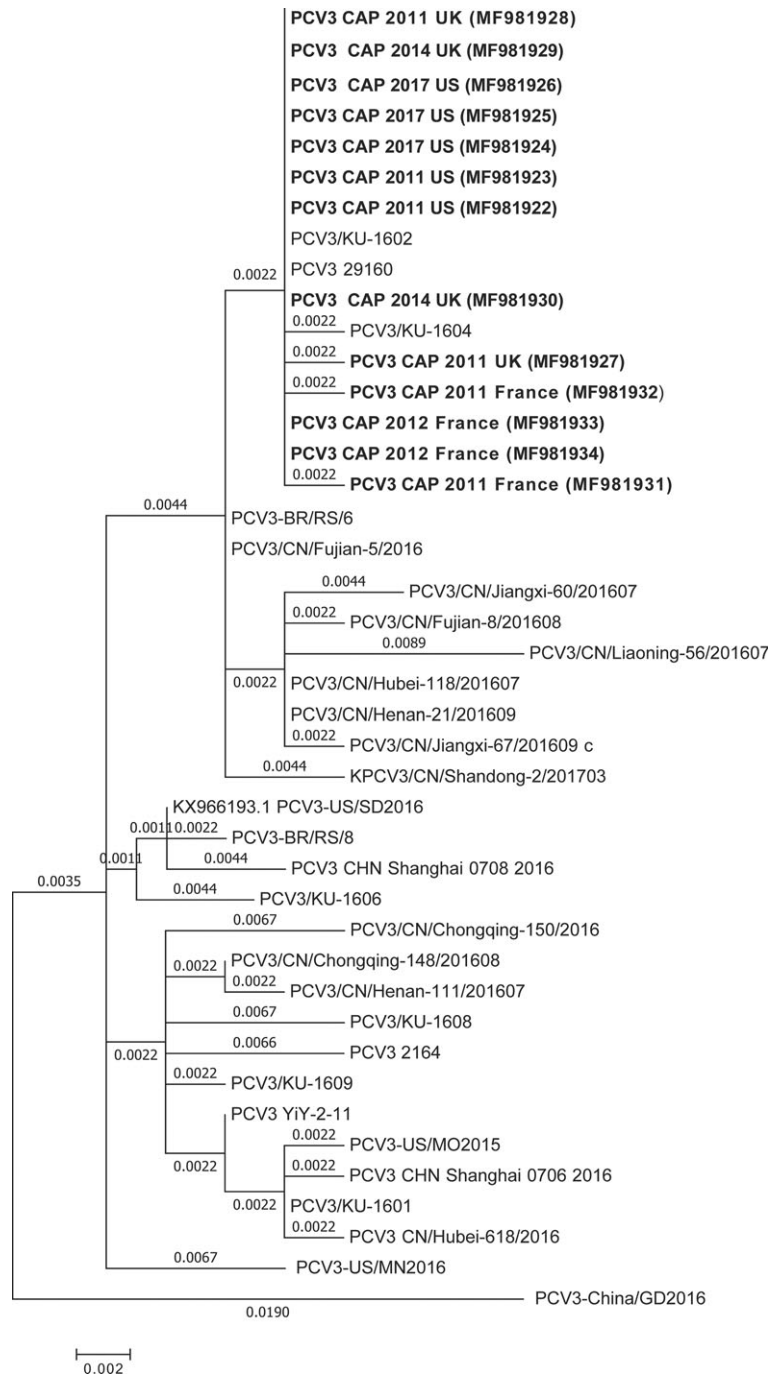 PCV3 CAP 2011 UK (MF981928)
PCV3 CAP 2014 UK (MF981929)
PCV3 CAP 2017 US (MF981926)
PCV3 CAP 2017 US (MF981925)
PCV3 CAP 2017 US (MF981924)
PCV3 CAP 2011 US (MF981923)
PCV3 CAP 2011 US (MF981922)
PCV3/KU-1602
PCV3 29160
0.0022
PCV3 CAP 2014 UK (MF981930)
0.0022
PCV3/KU-1604
0.0022
PCV3 CAP 2011 UK (MF981927)
0.0022
PCV3 CAP 2011 France (MF981932)
PCV3 CAP 2012 France (MF981933)
PCV3 CAP 2012 France (MF981934)
0.0022
PCV3 CAP 2011 France (MF981931)
0.0044
PCV3-BR/RS/6
PCV3/CN/Fujian-5/2016
0.0044
PCV3/CN/Jiangxi-60/201607
0.0022
PCV3/CN/Fujian-8/201608
0.0089
PCV3/CN/Liaoning-56/201607
0.0022
PCV3/CN/Hubei-118/201607
PCV3/CN/Henan-21/201609
0.0022
PCV3/CN/Jiangxi-67/201609 c
0.0044
KPCV3/CN/Shandong-2/201703
KX966193.1 PCV3-US/SD2016
0.0011 0.0022
PCV3-BR/RS/8
0.0011
0.0044
PCV3 CHN Shanghai 0708 2016
0.0035
0.0044
PCV3/KU-1606
0.0067
PCV3/CN/Chongqing-150/2016
PCV3/CN/Chongqing-148/201608
0.0022
0.0022
PCV3/CN/Henan-111/201607
0.0067
PCV3/KU-1608
0.0022
0.0066
PCV3 2164
0.0022
PCV3/KU-1609
PCV3 YiY-2-11
0.0022
0.0022
PCV3-US/MO2015
0.0022
PCV3 CHN Shanghai 0706 2016
0.0022
PCV3/KU-1601
0.0022
PCV3 CN/Hubei-618/2016
0.0067
PCV3-US/MN2016
PCV3-China/GD2016
0.0190
0.002